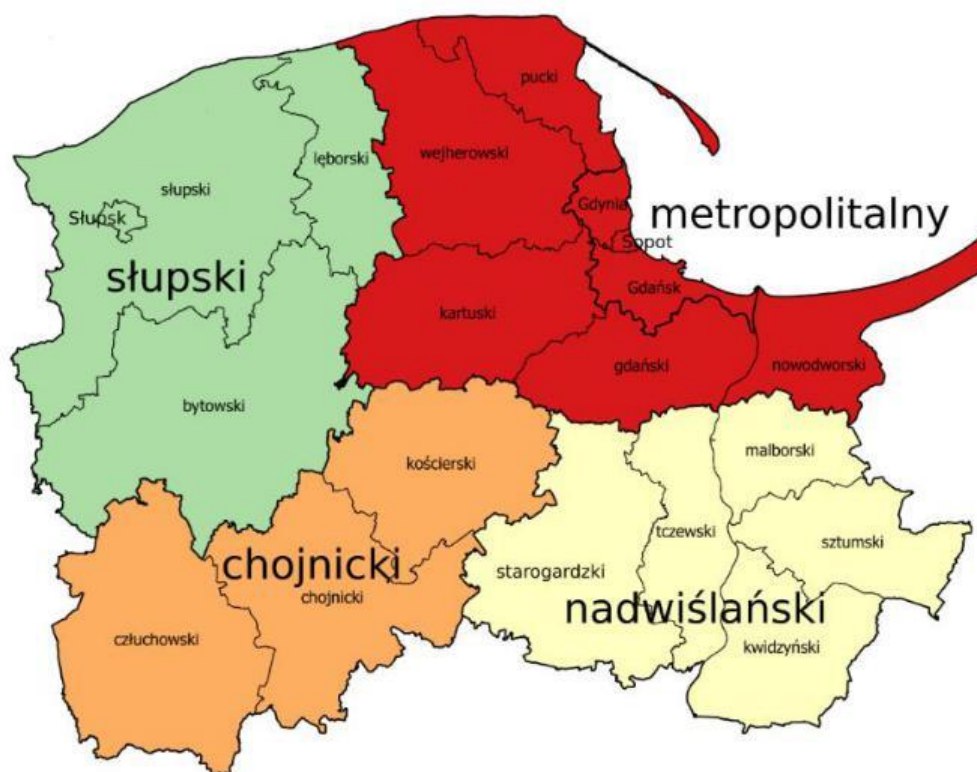 pucki
lęborski
wejherowski
słupski
Gdynia
Słupsk
metropolitalny
Sopot
słupski
Gdańsk
kartuski
gdański
nowodworski
bytowski
malborski
kościerski
tczewski
sztumski
chojnicki
starogardzki
chojnicki
nadwiślański
człuchowski
kwidzyński